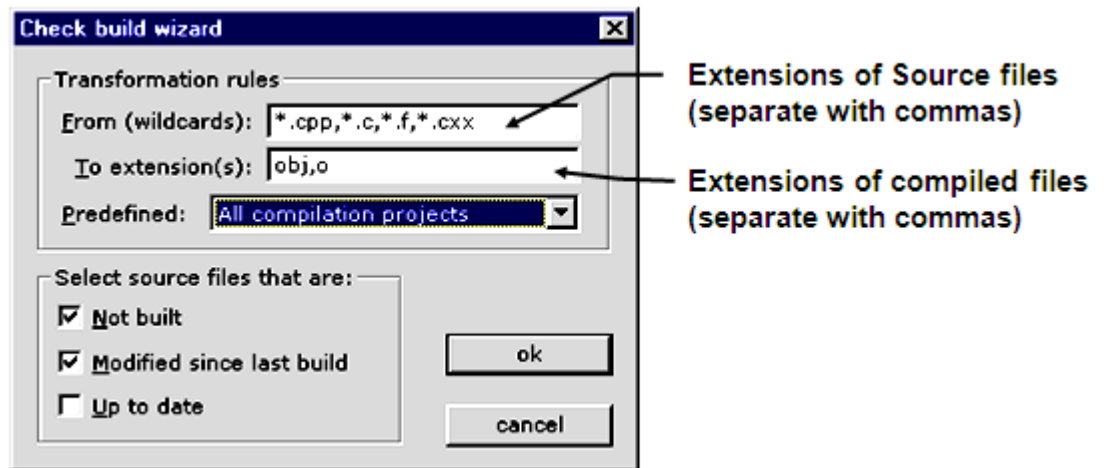 Check build wizard
Transformation rules
From (wildcards): *.cpp,*.c,*.f,*.cxx
To extension(s): obj,o
Predefined: All compilation projects
Select source files that are:
Not built
Modified since last build
Up to date
ok
cancel
Extensions of Source files
(separate with commas)
Extensions of compiled files
(separate with commas)